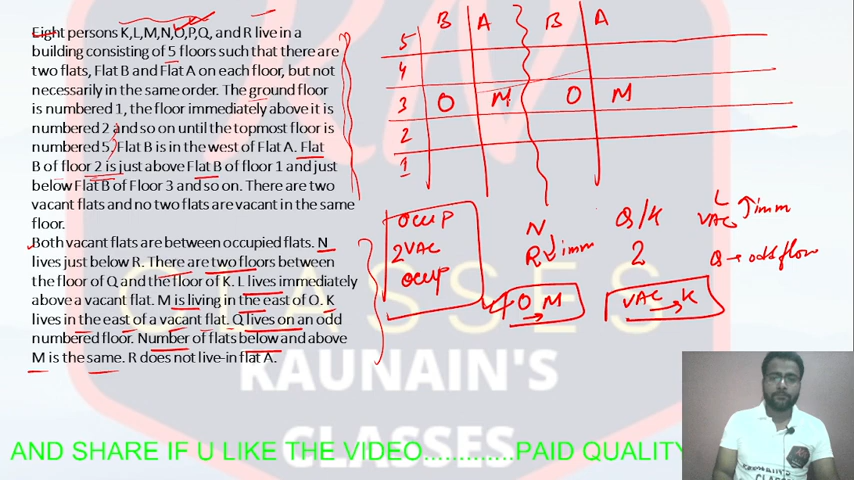 Eight persons K,L,M,N,O,P,Q, and R live in a
building consisting of 5 floors such that there are
two flats, Flat B and Flat A on each floor, but not
necessarily in the same order. The ground floor
is numbered 1, the floor immediately above it is
numbered 2 and so on until the topmost floor is
numbered 5. Flat B is in the west of Flat A. Flat
B of floor 2 is just above Flat B of floor 1 and just
below Flat B of Floor 3 and so on. There are two
vacant flats and no two flats are vacant in the same
floor.
Both vacant flats are between occupied flats. N
lives just below R. There are two floors between
the floor of Q and the floor of K. L lives immediately
above a vacant flat. M is living in the east of O. K
lives in the east of a vacant flat. Q lives on an odd
numbered floor. Number of flats below and above
M is the same. R does not live-in flat A.
B A B A
5
4
3 O M O M
2
1
OCCUP
2 VAC
OCCUP
N
R imm
O → M
Q/K
2
VAC → K
L
VAC imm
Q → odd floor
CLASSES
KAUNAIN'S
CLASSES
AND SHARE IF U LIKE THE VIDEO.............PAID QUALITY